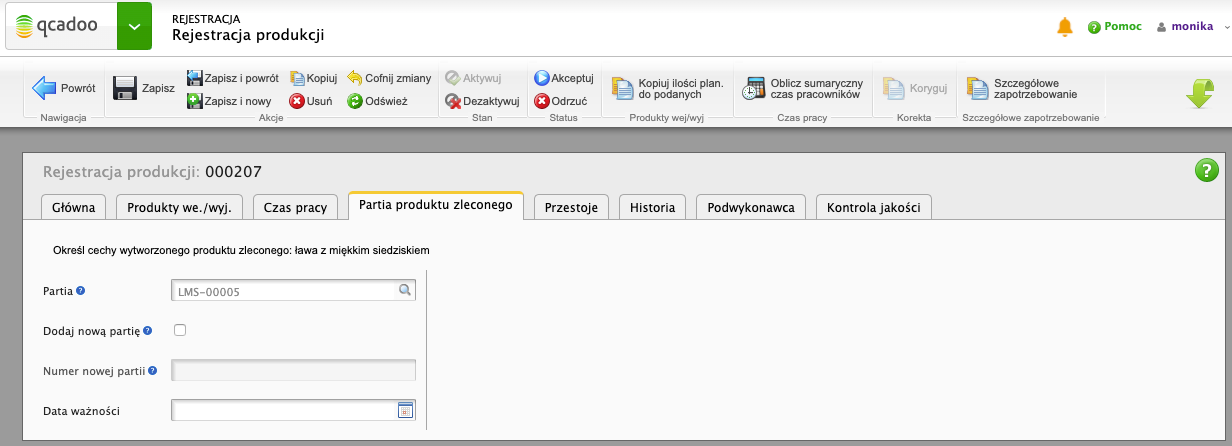 qcadoo
REJESTRACJA
Rejestracja produkcji
Pomoc
monika
Powrót
Nawigacja
Zapisz
Zapisz i powrót
Kopiuj
Cofnij zmiany
Zapisz i nowy
Usuń
Odśwież
Akcje
Aktywuj
Dezaktywuj
Stan
Akceptuj
Odrzuć
Status
Kopiuj ilości plan.
do podanych
Produkty wej/wyj
Oblicz sumaryczny
czas pracowników
Czas pracy
Koryguj
Korekta
Szczegółowe
zapotrzebowanie
Szczegółowe zapotrzebowanie
Rejestracja produkcji: 000207
Główna
Produkty we./wyj.
Czas pracy
Partia produktu zleconego
Przestoje
Historia
Podwykonawca
Kontrola jakości
Określ cechy wytworzonego produktu zleconego: ława z miękkim siedziskiem
Partia
LMS-00005
Dodaj nową partię
Numer nowej partii
Data ważności